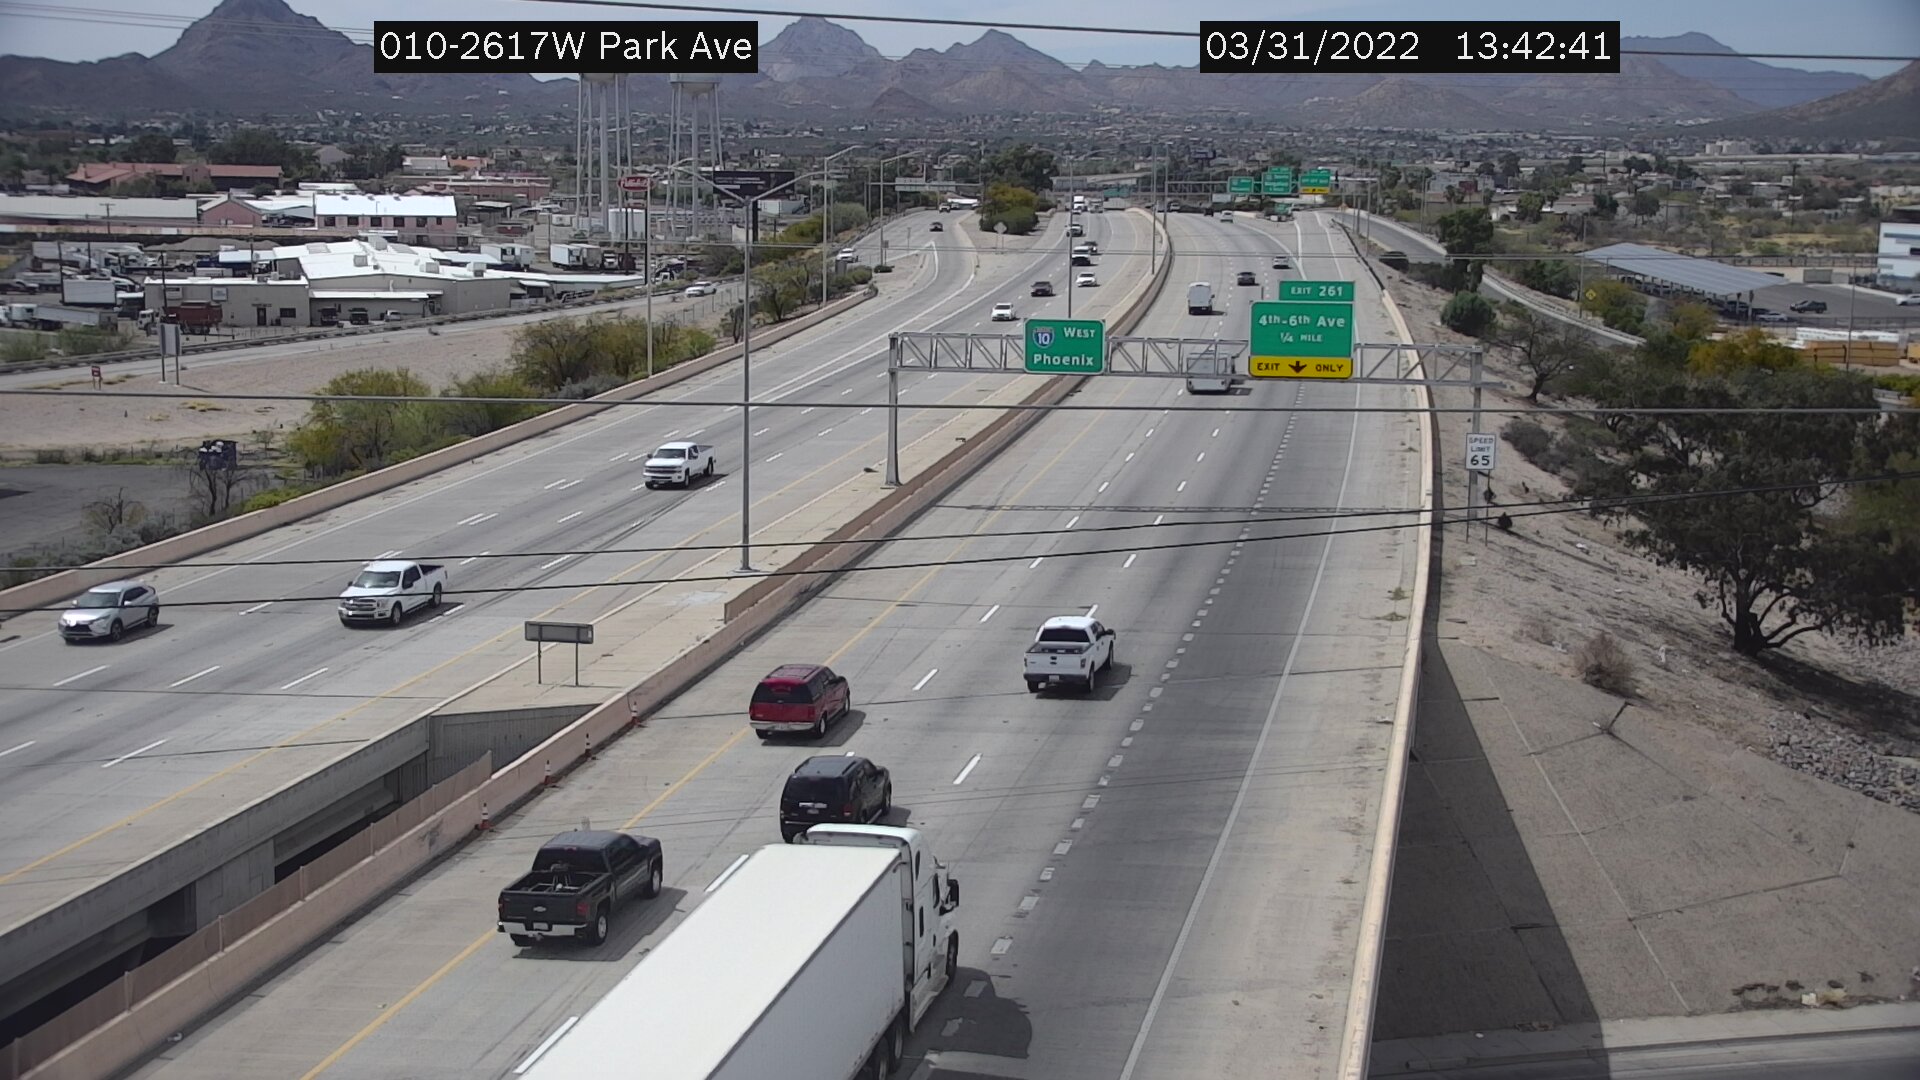 010-2617W Park Ave
03/31/2022 13:42:41
EXIT 261
4th-6th Ave
1/4 MILE
EXIT ONLY
10
WEST
Phoenix
SPEED
LIMIT
65